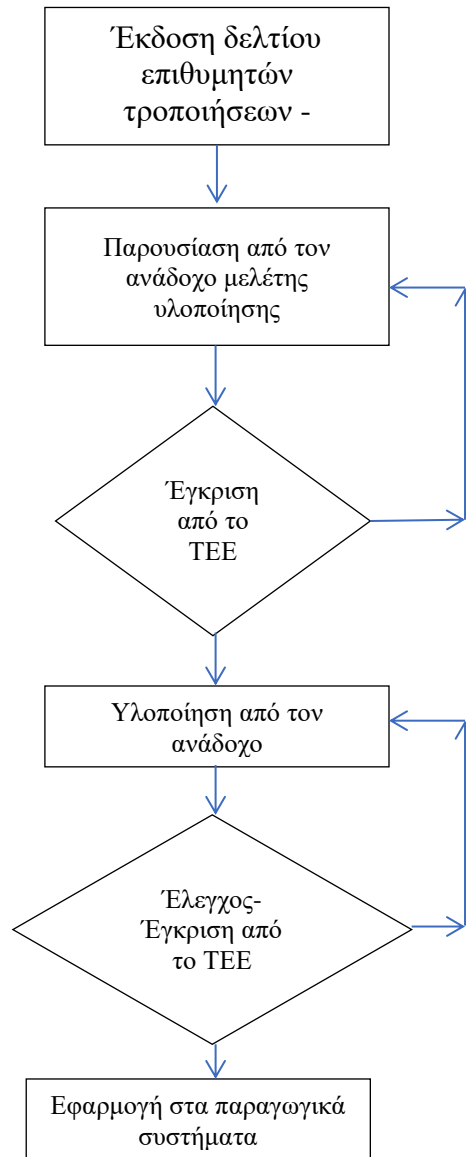 Έκδοση δελτίου
επιθυμητών
τροποιήσεων -
Παρουσίαση από τον
ανάδοχο μελέτης
υλοποίησης
Έγκριση
από το
ΤΕΕ
Υλοποίηση από τον
ανάδοχο
Έλεγχος-
Έγκριση από
το ΤΕΕ
Εφαρμογή στα παραγωγικά
συστήματα